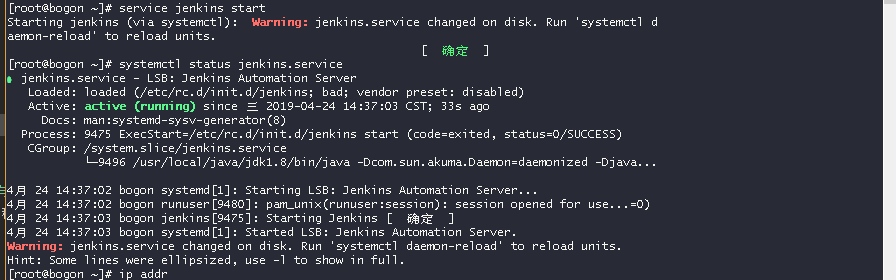 [root@bogon ~]# service jenkins start
Starting jenkins (via systemctl):  Warning: jenkins.service changed on disk. Run 'systemctl d
aemon-reload' to reload units.
[  确定  ]
[root@bogon ~]# systemctl status jenkins.service
● jenkins.service - LSB: Jenkins Automation Server
Loaded: loaded (/etc/rc.d/init.d/jenkins; bad; vendor preset: disabled)
Active: active (running) since 三 2019-04-24 14:37:03 CST; 33s ago
Docs: man:systemd-sysv-generator(8)
Process: 9475 ExecStart=/etc/rc.d/init.d/jenkins start (code=exited, status=0/SUCCESS)
CGroup: /system.slice/jenkins.service
└─9496 /usr/local/java/jdk1.8/bin/java -Dcom.sun.akuma.Daemon=daemonized -Djava...
4月 24 14:37:02 bogon systemd[1]: Starting LSB: Jenkins Automation Server...
4月 24 14:37:02 bogon runuser[9480]: pam_unix(runuser:session): session opened for use...=0)
4月 24 14:37:03 bogon jenkins[9475]: Starting Jenkins [  确定  ]
4月 24 14:37:03 bogon systemd[1]: Started LSB: Jenkins Automation Server.
Warning: jenkins.service changed on disk. Run 'systemctl daemon-reload' to reload units.
Hint: Some lines were ellipsized, use -l to show in full.
[root@bogon ~]# ip addr